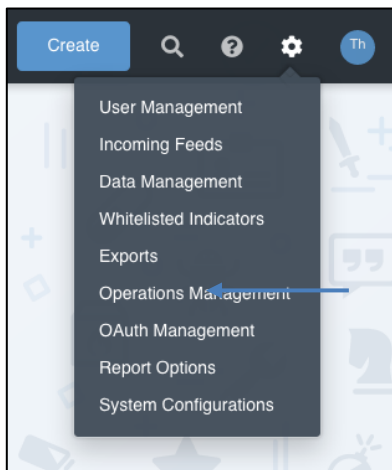 Create
Th
User Management
Incoming Feeds
Data Management
Whitelisted Indicators
Exports
Operations Management
OAuth Management
Report Options
System Configurations